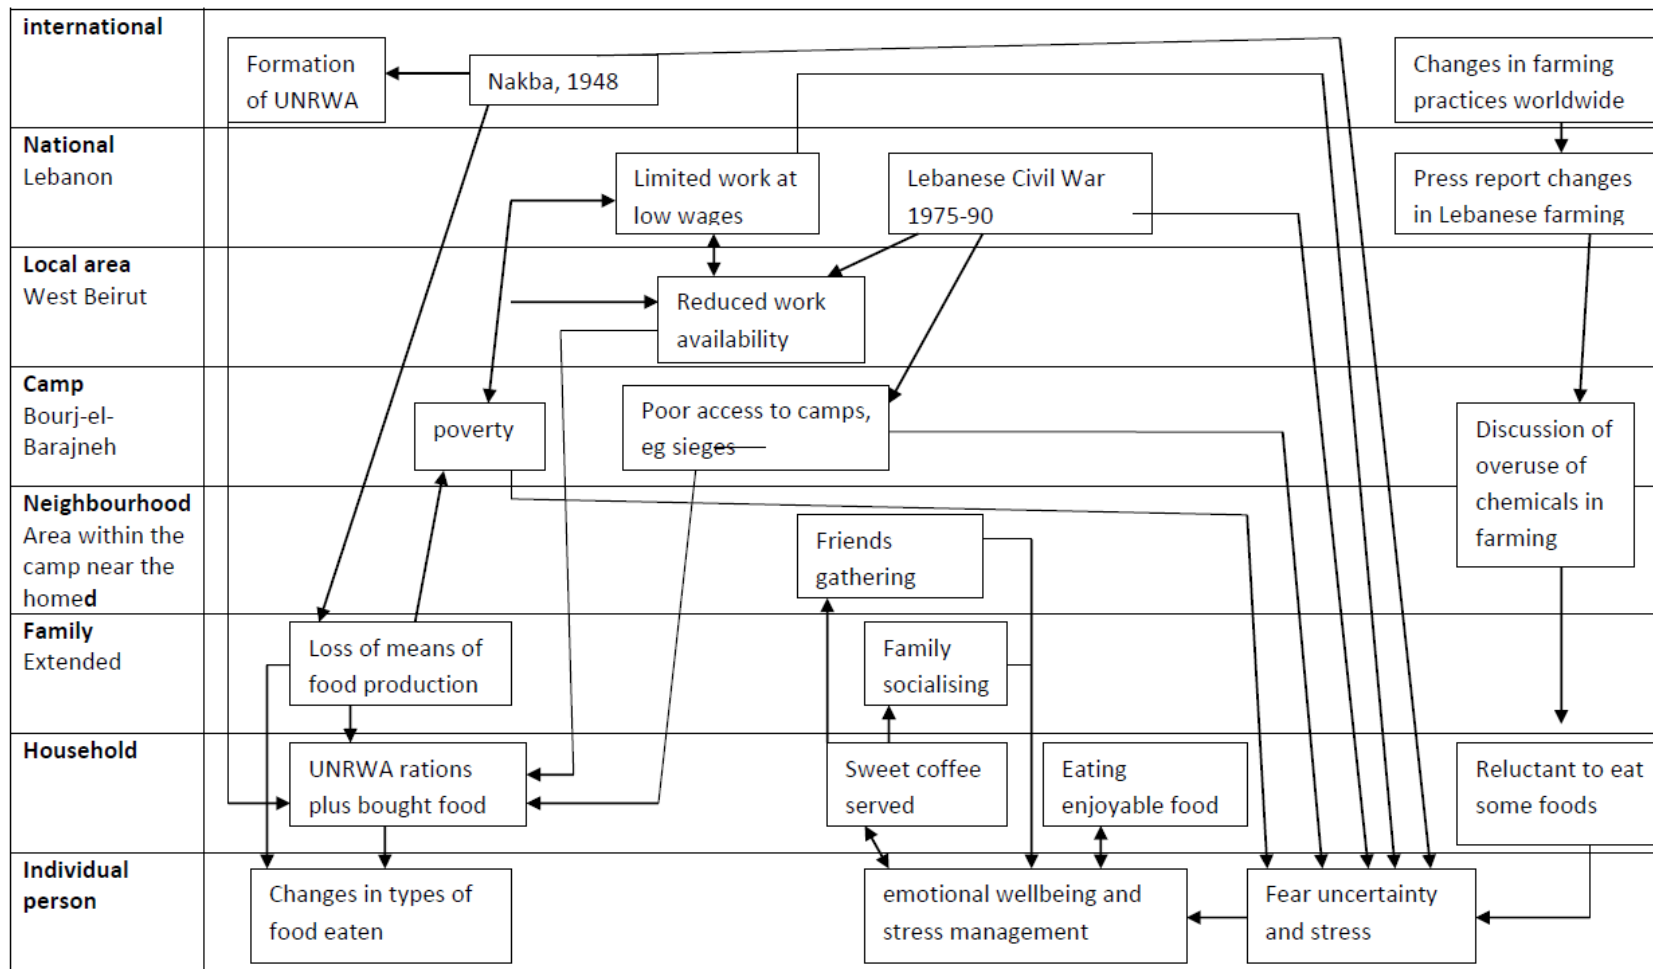 international
Formation
of UNRWA
Nakba, 1948
Changes in farming
practices worldwide
National
Lebanon
Limited work at
low wages
Lebanese Civil War
1975-90
Press report changes
in Lebanese farming
Local area
West Beirut
Reduced work
availability
Camp
Bourj-el-
Barajneh
poverty
Poor access to camps,
eg sieges
Discussion of
overuse of
chemicals in
farming
Neighbourhood
Area within the
camp near the
homed
Friends
gathering
Family
Extended
Loss of means of
food production
Family
socialising
Household
UNRWA rations
plus bought food
Sweet coffee
served
Eating
enjoyable food
Reluctant to eat
some foods
Individual
person
Changes in types of
food eaten
emotional wellbeing and
stress management
Fear uncertainty
and stress